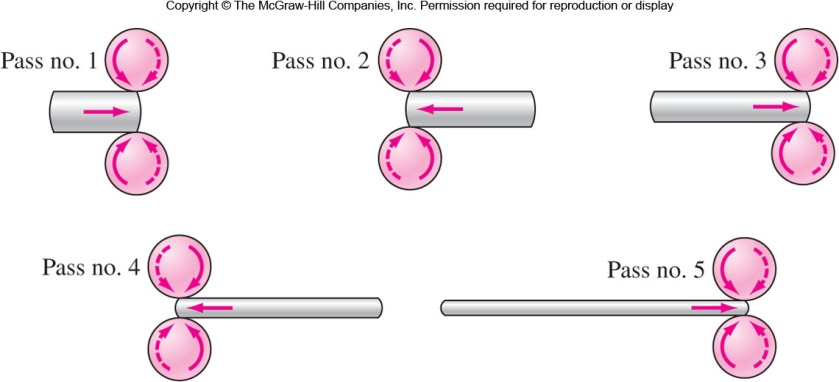 Copyright © The McGraw-Hill Companies, Inc. Permission required for reproduction or display
Pass no. 1
Pass no. 2
Pass no. 3
Pass no. 4
Pass no. 5